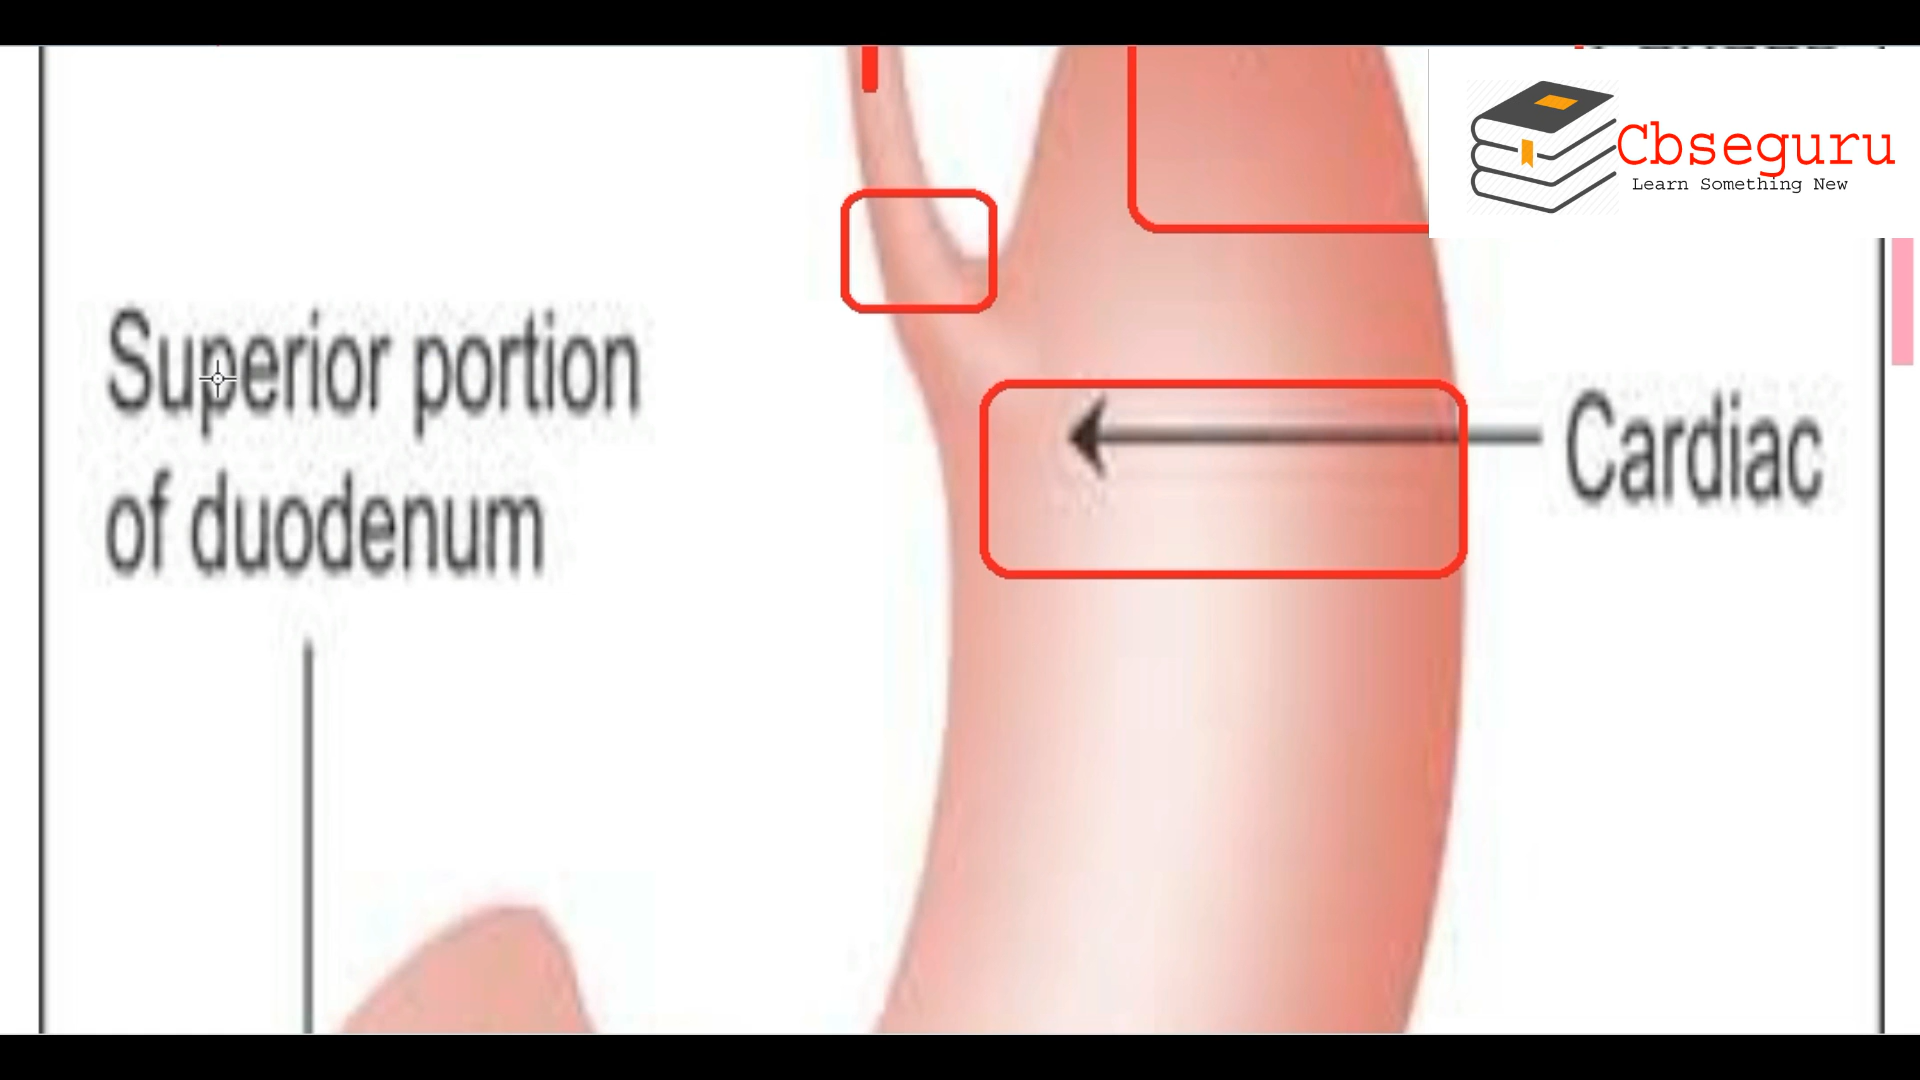 Cbseguru
Learn Something New
Superior portion
of duodenum
Cardiac